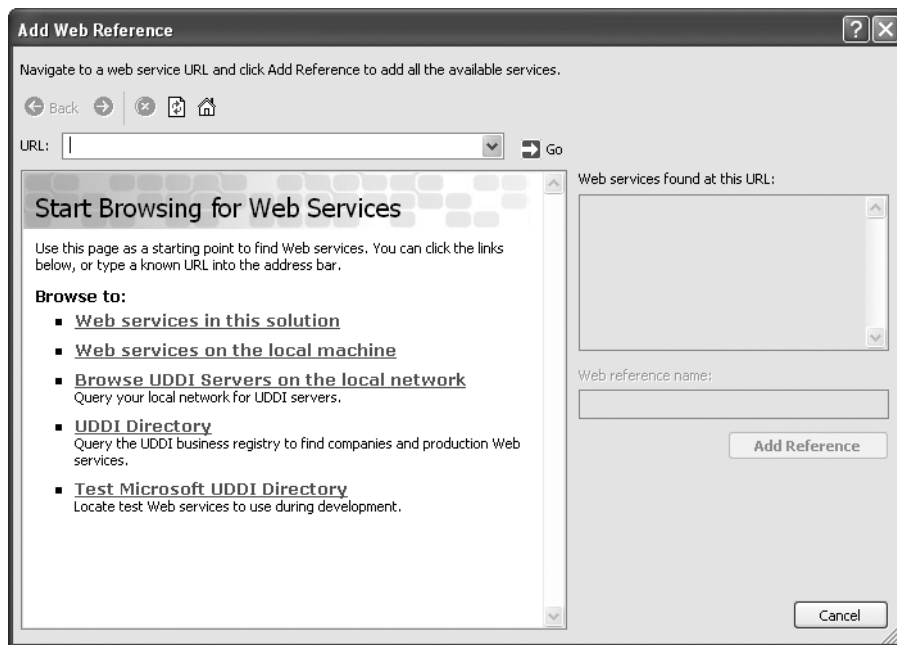 Add Web Reference
Navigate to a web service URL and click Add Reference to add all the available services.
Back
URL:
Go
Start Browsing for Web Services
Use this page as a starting point to find Web services. You can click the links
below, or type a known URL into the address bar.
Browse to:
Web services in this solution
Web services on the local machine
Browse UDDI Servers on the local network
Query your local network for UDDI servers.
UDDI Directory
Query the UDDI business registry to find companies and production Web
services.
Test Microsoft UDDI Directory
Locate test Web services to use during development.
Web services found at this URL:
Web reference name:
Add Reference
Cancel